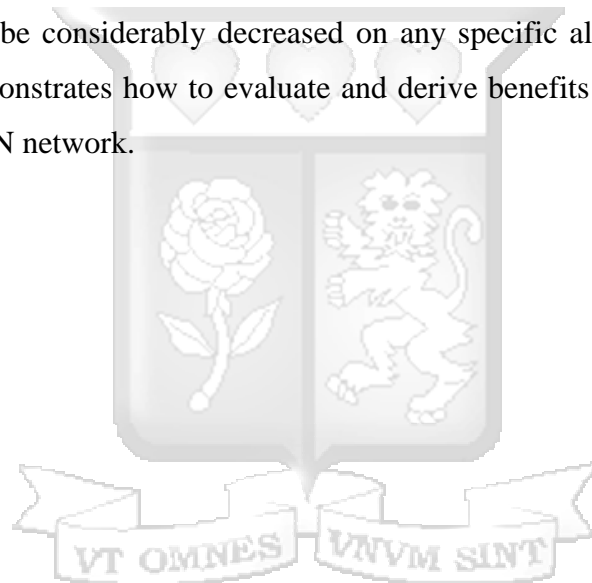 be considerably decreased on any specific al
onstrates how to evaluate and derive benefits
N network.
VT OMNES VNVM SINT